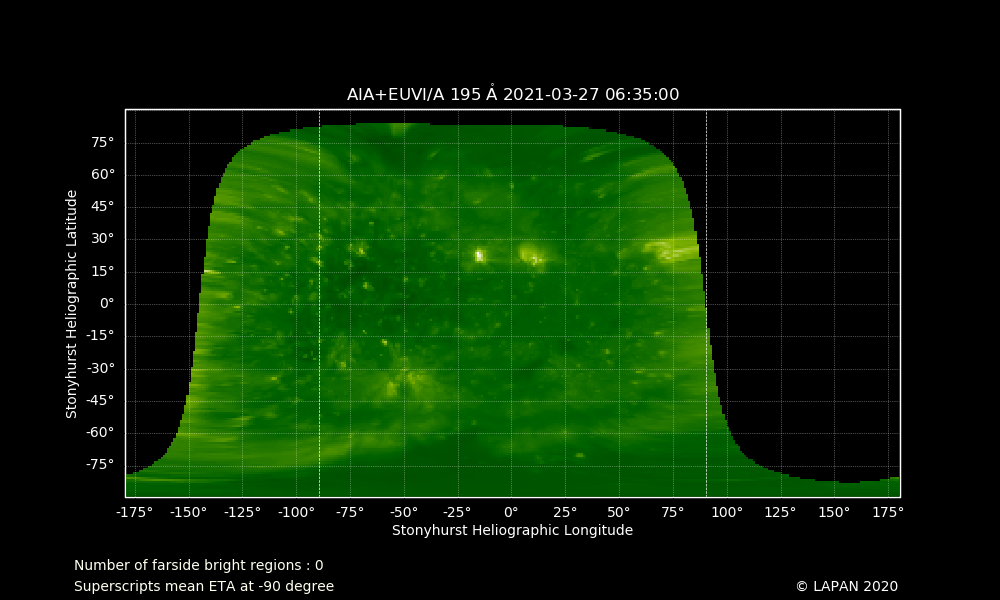 AIA+EUVI/A 195 Å 2021-03-27 06:35:00
75°
60°
45°
30°
15°
0°
-15°
-30°
-45°
-60°
-75°
Stonyhurst Heliographic Latitude
-175° -150° -125° -100° -75° -50° -25° 0° 25° 50° 75° 100° 125° 150° 175°
Stonyhurst Heliographic Longitude
Number of farside bright regions : 0
Superscripts mean ETA at -90 degree
© LAPAN 2020